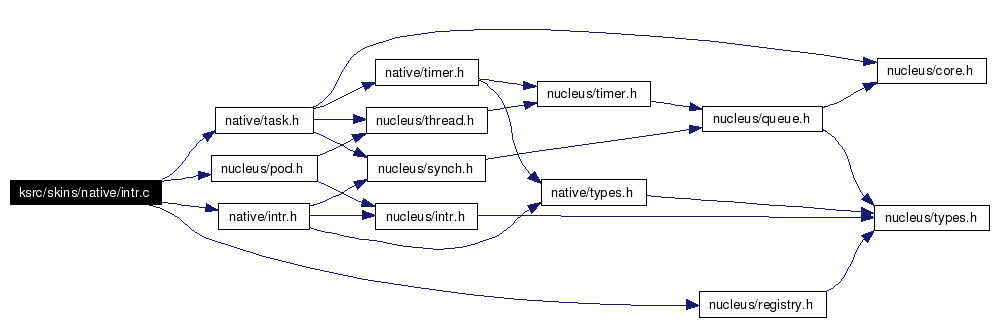 ksrc/skins/native/intr.c
native/task.h
nucleus/pod.h
native/intr.h
native/timer.h
nucleus/thread.h
nucleus/synch.h
nucleus/intr.h
nucleus/timer.h
native/types.h
nucleus/queue.h
nucleus/registry.h
nucleus/core.h
nucleus/types.h